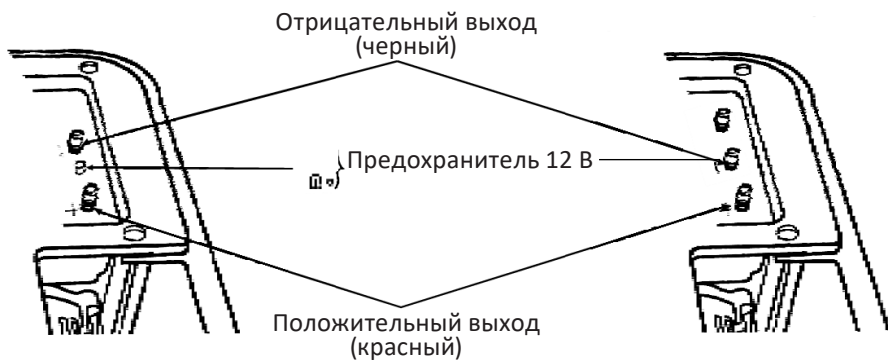 Отрицательный выход
(черный)
Предохранитель 12 В
Положительный выход
(красный)